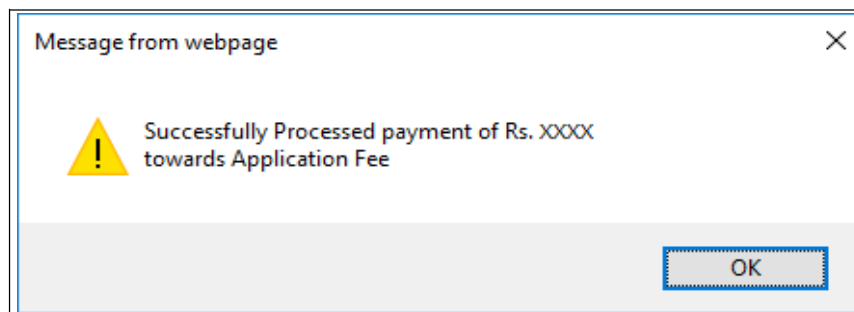 Message from webpage
Successfully Processed payment of Rs. XXXX
towards Application Fee
OK